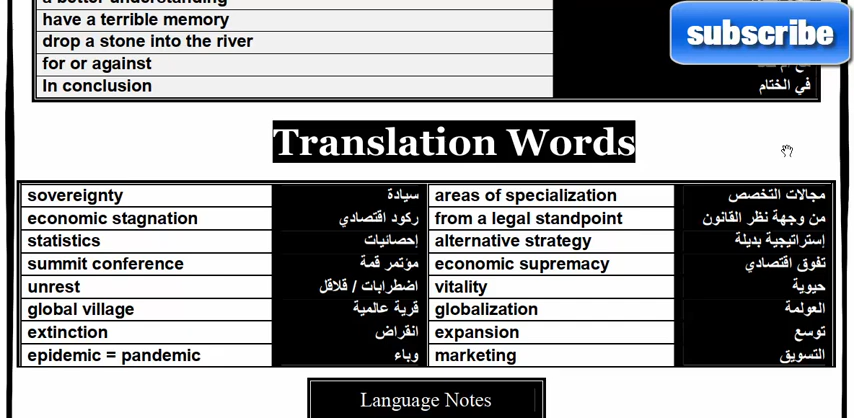 have a terrible memory
drop a stone into the river
for or against
In conclusion في الختام
subscribe
Translation Words
sovereignty سيادة areas of specialization مجالات التخصص
economic stagnation ركود اقتصادي from a legal standpoint من وجهة نظر القانون
statistics إحصائيات alternative strategy إستراتيجية بديلة
summit conference مؤتمر قمة economic supremacy تفوق اقتصادي
unrest اضطرابات / قلاقل vitality حيوية
global village قرية عالمية globalization العولمة
extinction انقراض expansion توسع
epidemic = pandemic وباء marketing التسويق
Language Notes